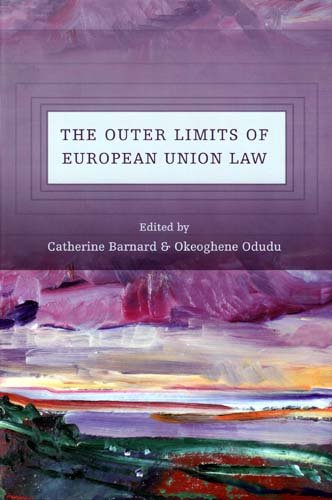 THE OUTER LIMITS OF
EUROPEAN UNION LAW
Edited by
Catherine Barnard & Okeoghene Odudu